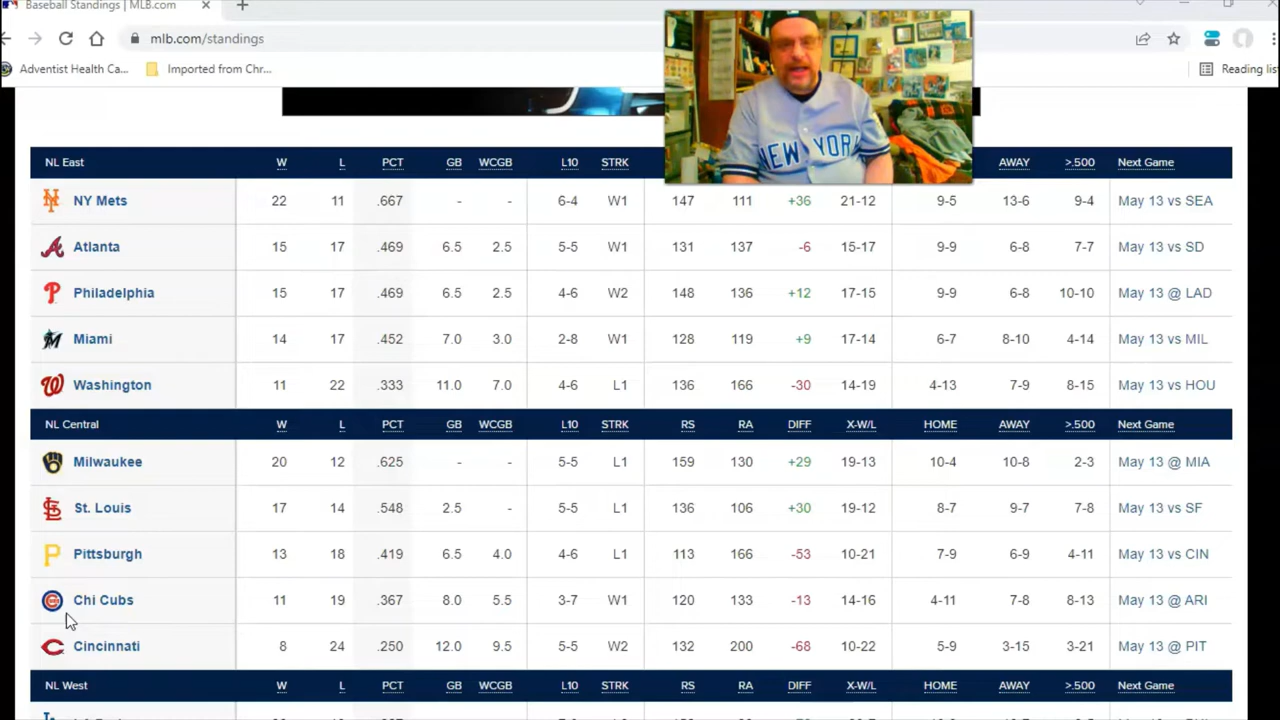 Baseball Standings | MLB.com
mlb.com/standings
Adventist Health Ca... Imported from Chr... Reading list
NEW YORK
NL East W L PCT GB WCGB L10 STRK AWAY >.500 Next Game
NY Mets 22 11 .667 - - 6-4 W1 147 111 +36 21-12 9-5 13-6 9-4 May 13 vs SEA
Atlanta 15 17 .469 6.5 2.5 5-5 W1 131 137 -6 15-17 9-9 6-8 7-7 May 13 vs SD
Philadelphia 15 17 .469 6.5 2.5 4-6 W2 148 136 +12 17-15 9-9 6-8 10-10 May 13 @ LAD
Miami 14 17 .452 7.0 3.0 2-8 W1 128 119 +9 17-14 6-7 8-10 4-14 May 13 vs MIL
Washington 11 22 .333 11.0 7.0 4-6 L1 136 166 -30 14-19 4-13 7-9 8-15 May 13 vs HOU
NL Central W L PCT GB WCGB L10 STRK RS RA DIFF X-W/L HOME AWAY >.500 Next Game
Milwaukee 20 12 .625 - - 5-5 L1 159 130 +29 19-13 10-4 10-8 2-3 May 13 @ MIA
St. Louis 17 14 .548 2.5 - 5-5 L1 136 106 +30 19-12 8-7 9-7 7-8 May 13 vs SF
Pittsburgh 13 18 .419 6.5 4.0 4-6 L1 113 166 -53 10-21 7-9 6-9 4-11 May 13 vs CIN
Chi Cubs 11 19 .367 8.0 5.5 3-7 W1 120 133 -13 14-16 4-11 7-8 8-13 May 13 @ ARI
Cincinnati 8 24 .250 12.0 9.5 5-5 W2 132 200 -68 10-22 5-9 3-15 3-21 May 13 @ PIT
NL West W L PCT GB WCGB L10 STRK RS RA DIFF X-W/L HOME AWAY >.500 Next Game